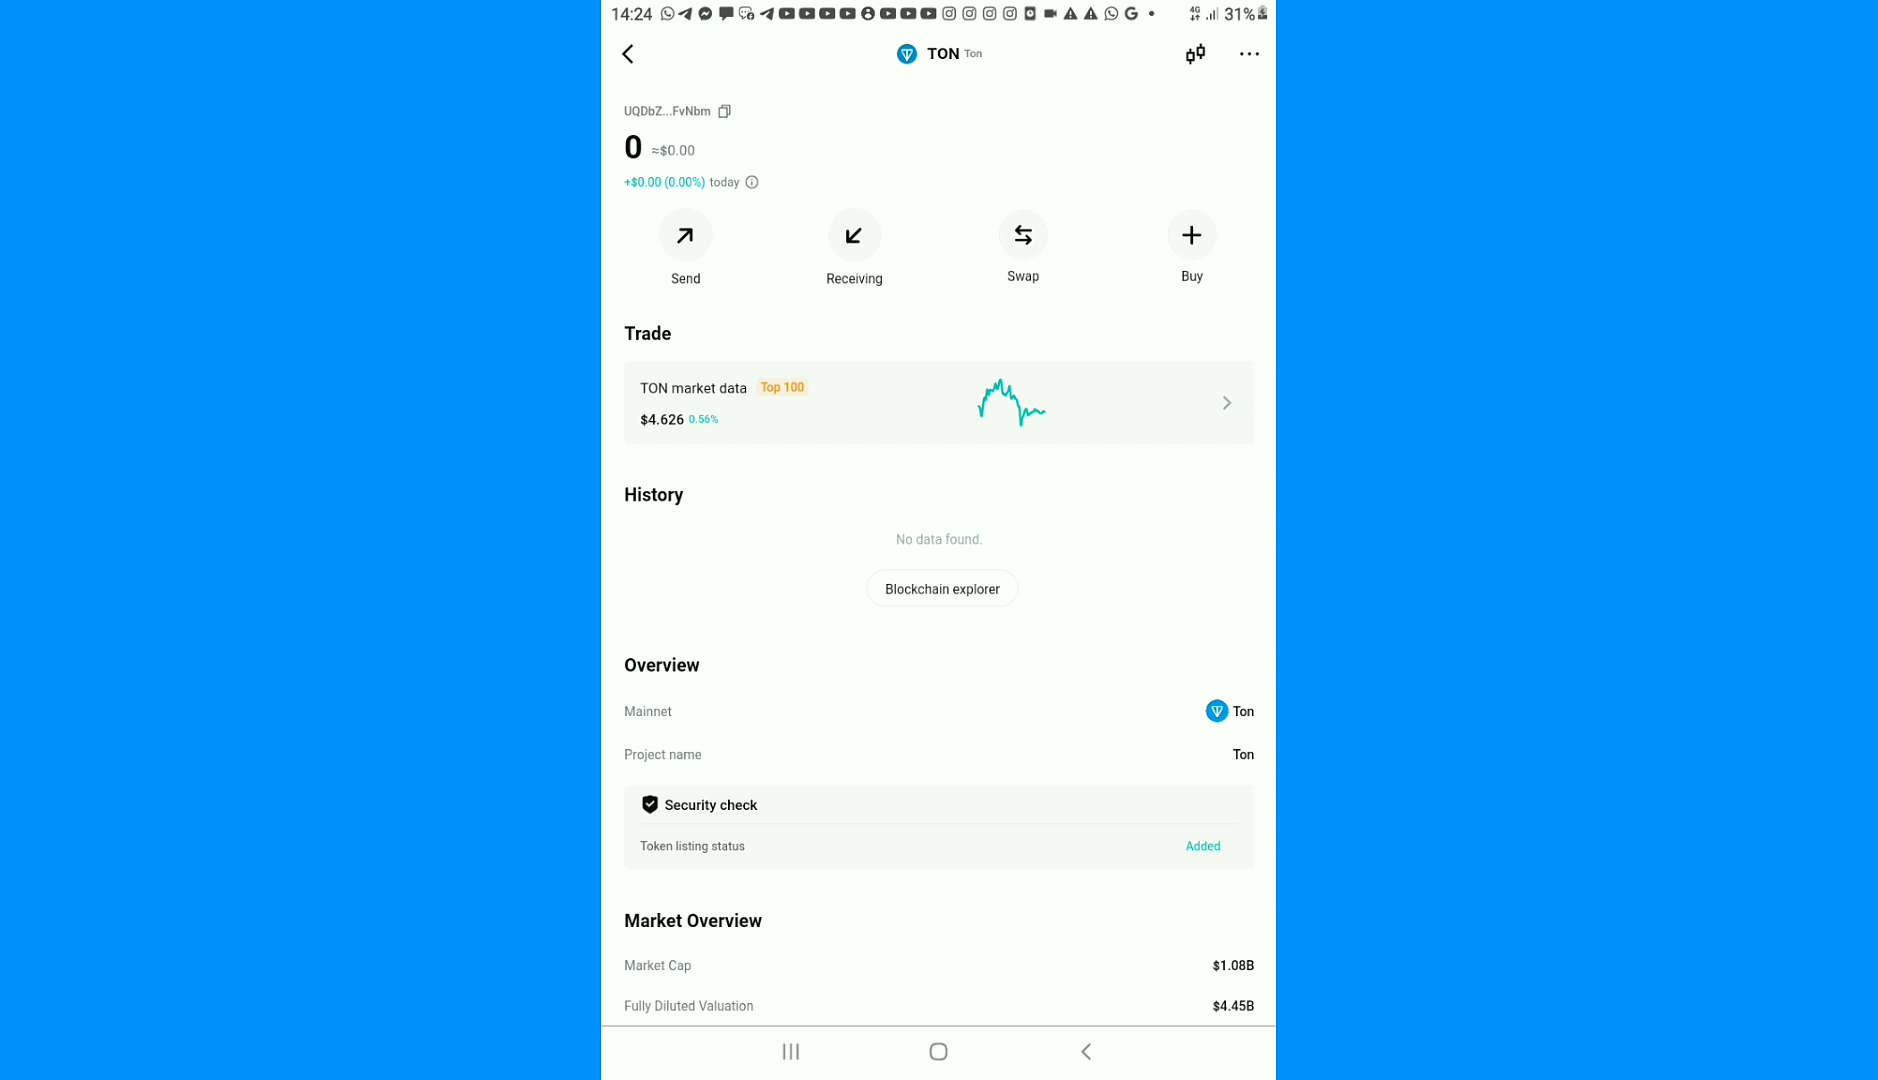 14:24 4G 31%
TON Ton
UQDbZ...FvNbm
0 ≈$0.00
+$0.00 (0.00%) today
Send Receiving Swap Buy
Trade
TON market data Top 100
$4.626 0.56%
History
No data found.
Blockchain explorer
Overview
Mainnet Ton
Project name Ton
Security check
Token listing status Added
Market Overview
Market Cap $1.08B
Fully Diluted Valuation $4.45B